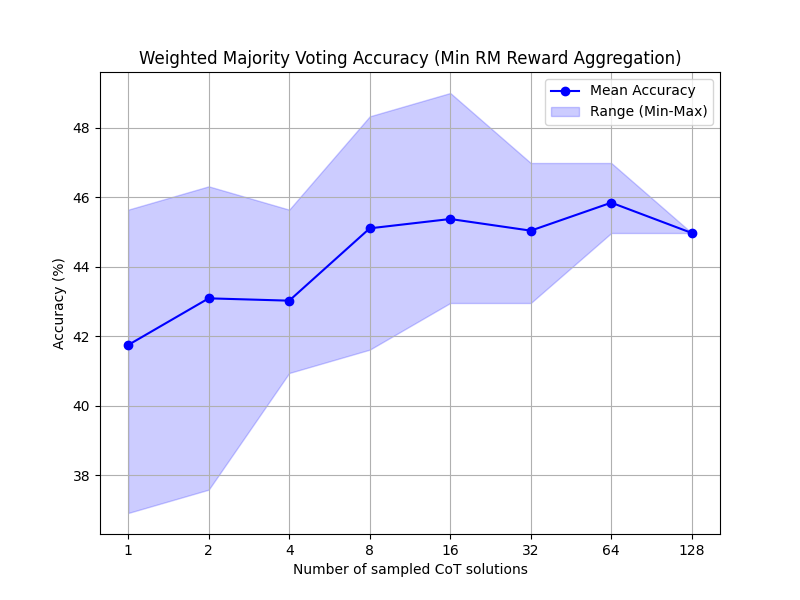 Weighted Majority Voting Accuracy (Min RM Reward Aggregation)
Mean Accuracy
Range (Min-Max)
Accuracy (%)
48
46
44
42
40
38
1 2 4 8 16 32 64 128
Number of sampled CoT solutions